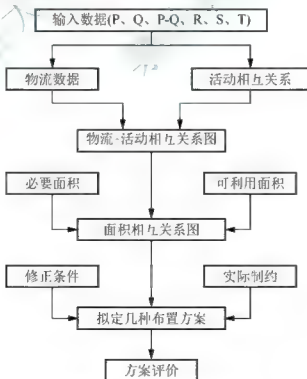 输入数据(P、Q、P-Q、R、S、T)
物流数据
活动相互关系
物流-活动相互关系图
必要面积
可利用面积
面积相互关系图
修正条件
实际制约
拟定几种布置方案
方案评价